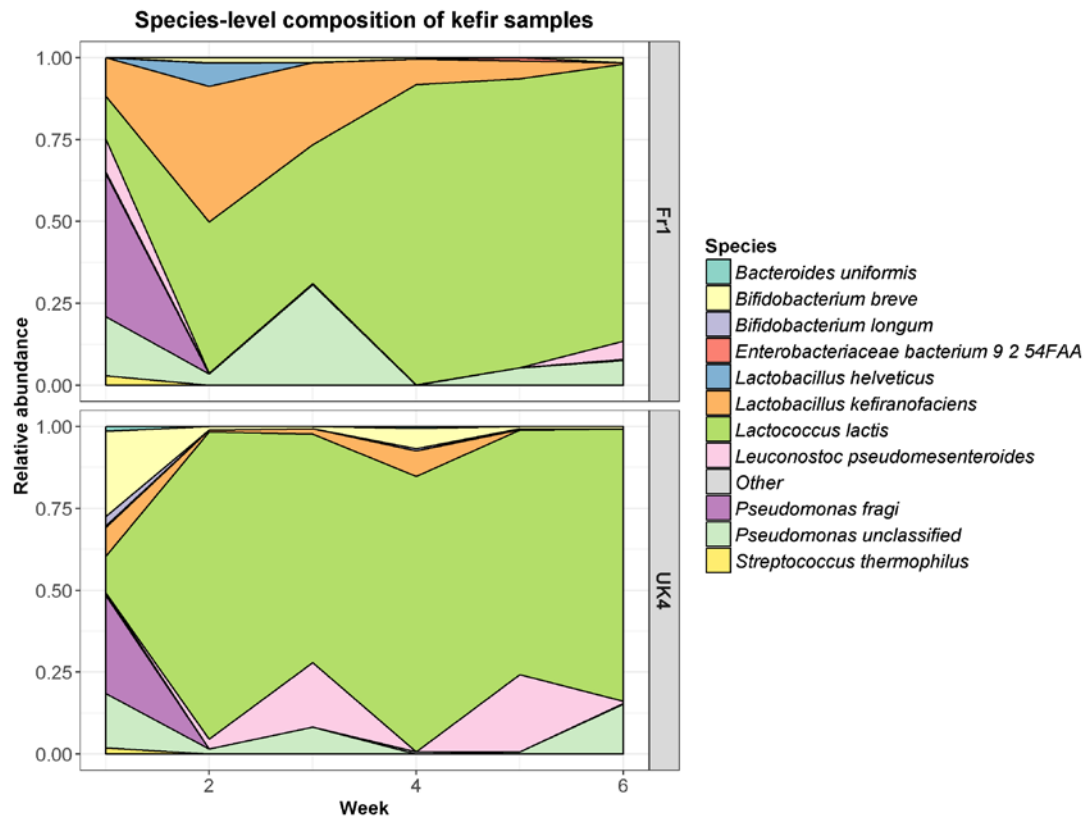 Species-level composition of kefir samples
Relative abundance
1.00
0.75
0.50
0.25
0.00
Fr1
1.00
0.75
0.50
0.25
0.00
UK4
2
4
6
Week
Species
Bacteroides uniformis
Bifidobacterium breve
Bifidobacterium longum
Enterobacteriaceae bacterium 9 2 54FAA
Lactobacillus helveticus
Lactobacillus kefiranofaciens
Lactococcus lactis
Leuconostoc pseudomesenteroides
Other
Pseudomonas fragi
Pseudomonas unclassified
Streptococcus thermophilus